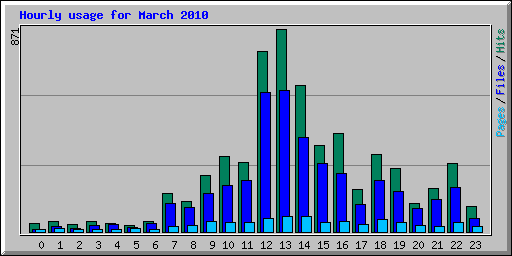 Hourly usage for March 2010
871
Pages/Files/Hits
0 1 2 3 4 5 6 7 8 9 10 11 12 13 14 15 16 17 18 19 20 21 22 23